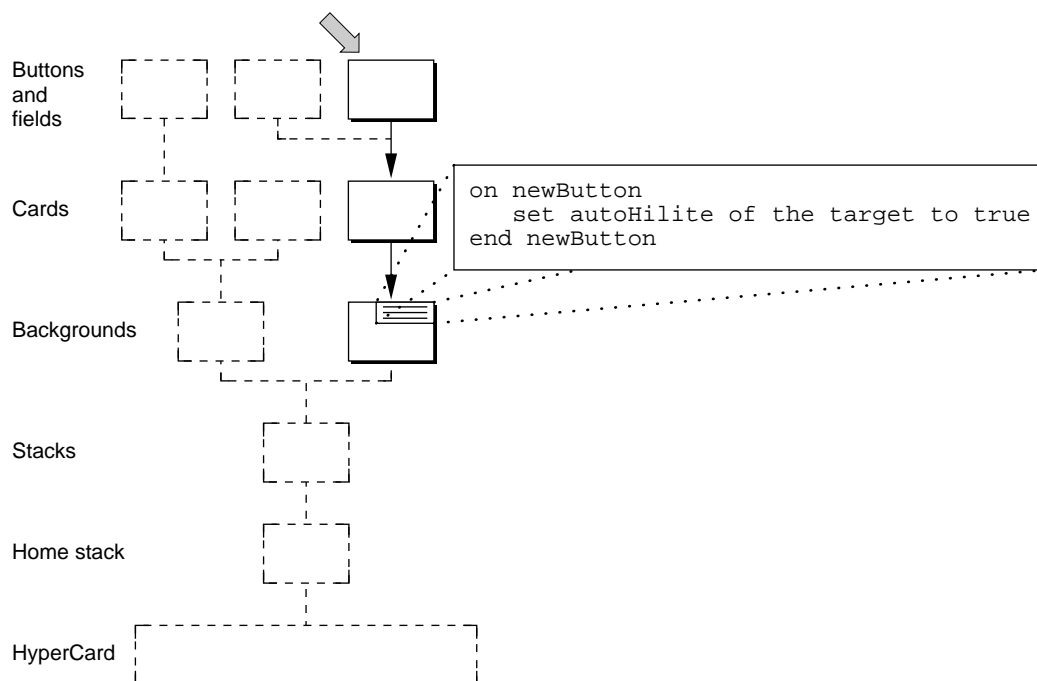 Buttons
and
fields
Cards
on newButton
   set autoHilite of the target to true
end newButton
Backgrounds
Stacks
Home stack
HyperCard